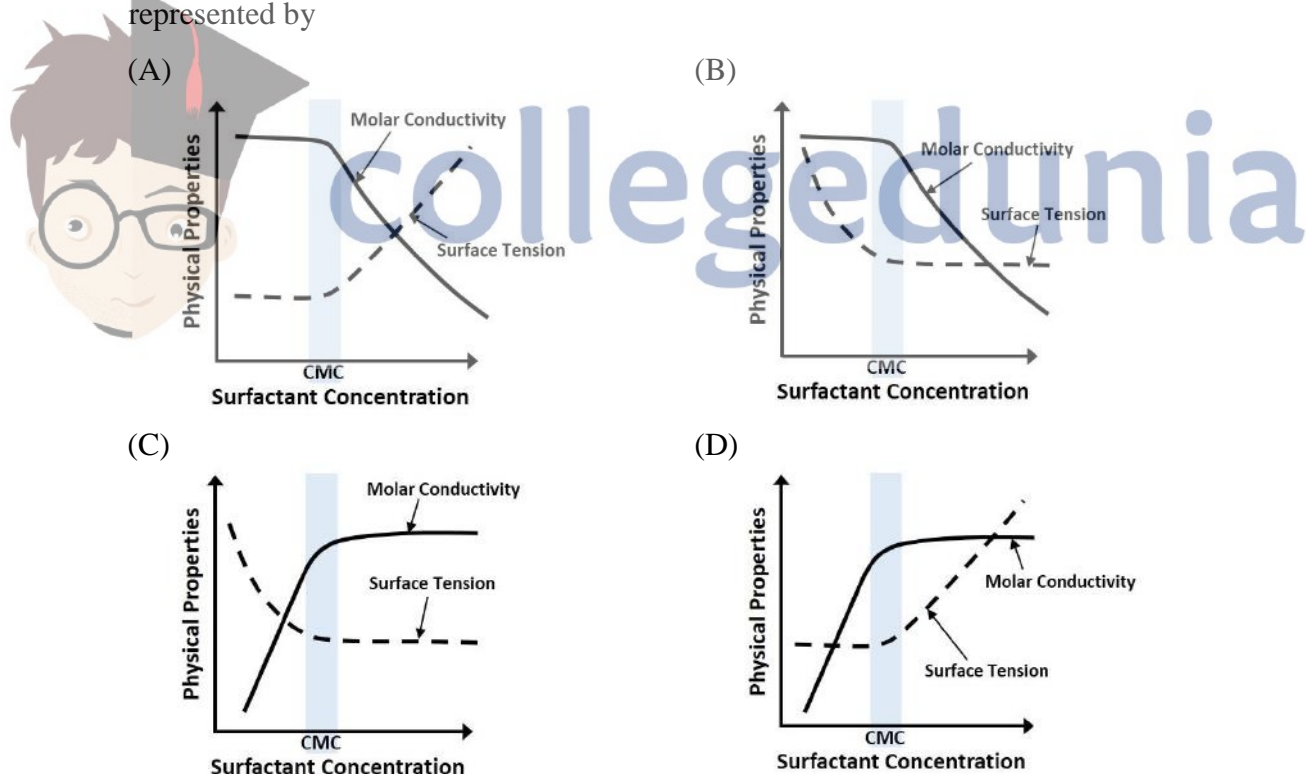 represented by
(A)
(B)
Physical Properties
Molar Conductivity
Surface Tension
CMC
Surfactant Concentration
Physical Properties
Molar Conductivity
Surface Tension
CMC
Surfactant Concentration
collegedunia
(C)
(D)
Physical Properties
Molar Conductivity
Surface Tension
CMC
Surfactant Concentration
Physical Properties
Molar Conductivity
Surface Tension
CMC
Surfactant Concentration